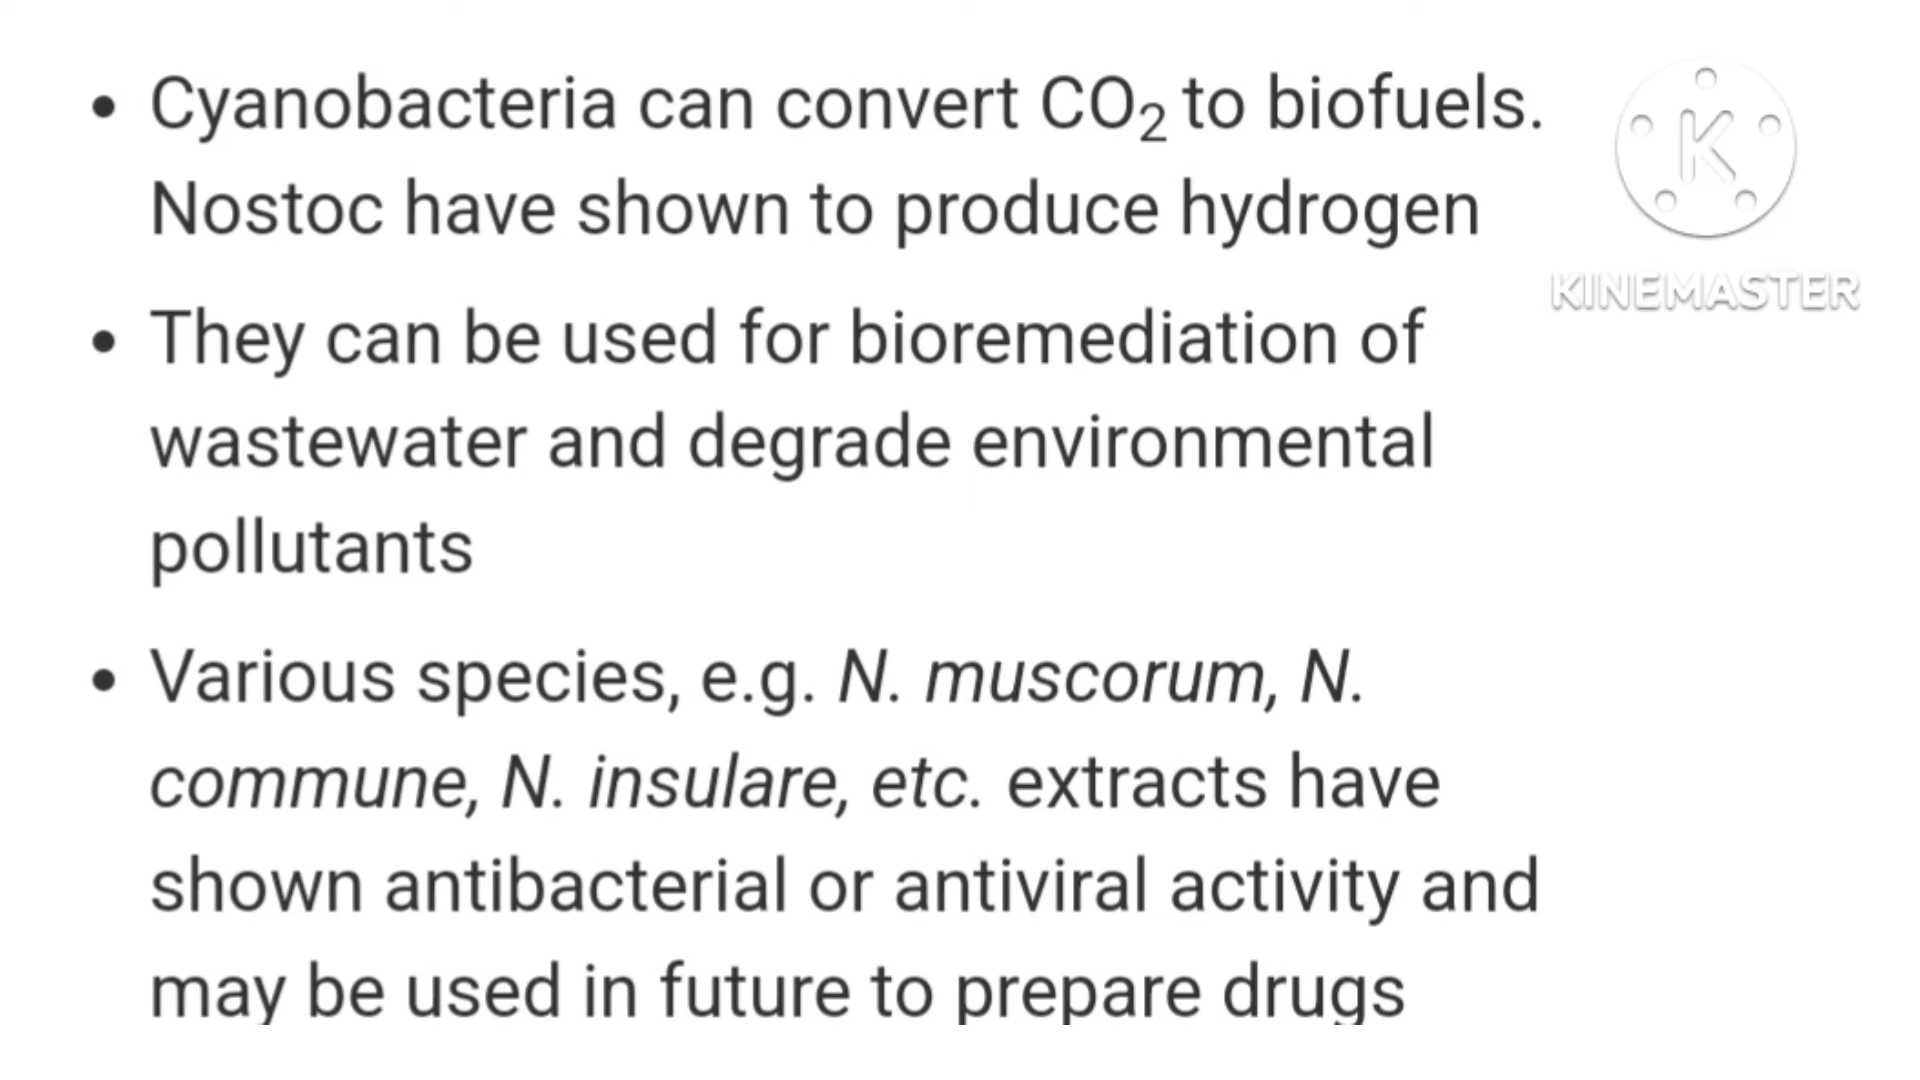 • Cyanobacteria can convert CO₂ to biofuels.
Nostoc have shown to produce hydrogen
• They can be used for bioremediation of
wastewater and degrade environmental
pollutants
• Various species, e.g. N. muscorum, N.
commune, N. insulare, etc. extracts have
shown antibacterial or antiviral activity and
may be used in future to prepare drugs
K
KINEMASTER